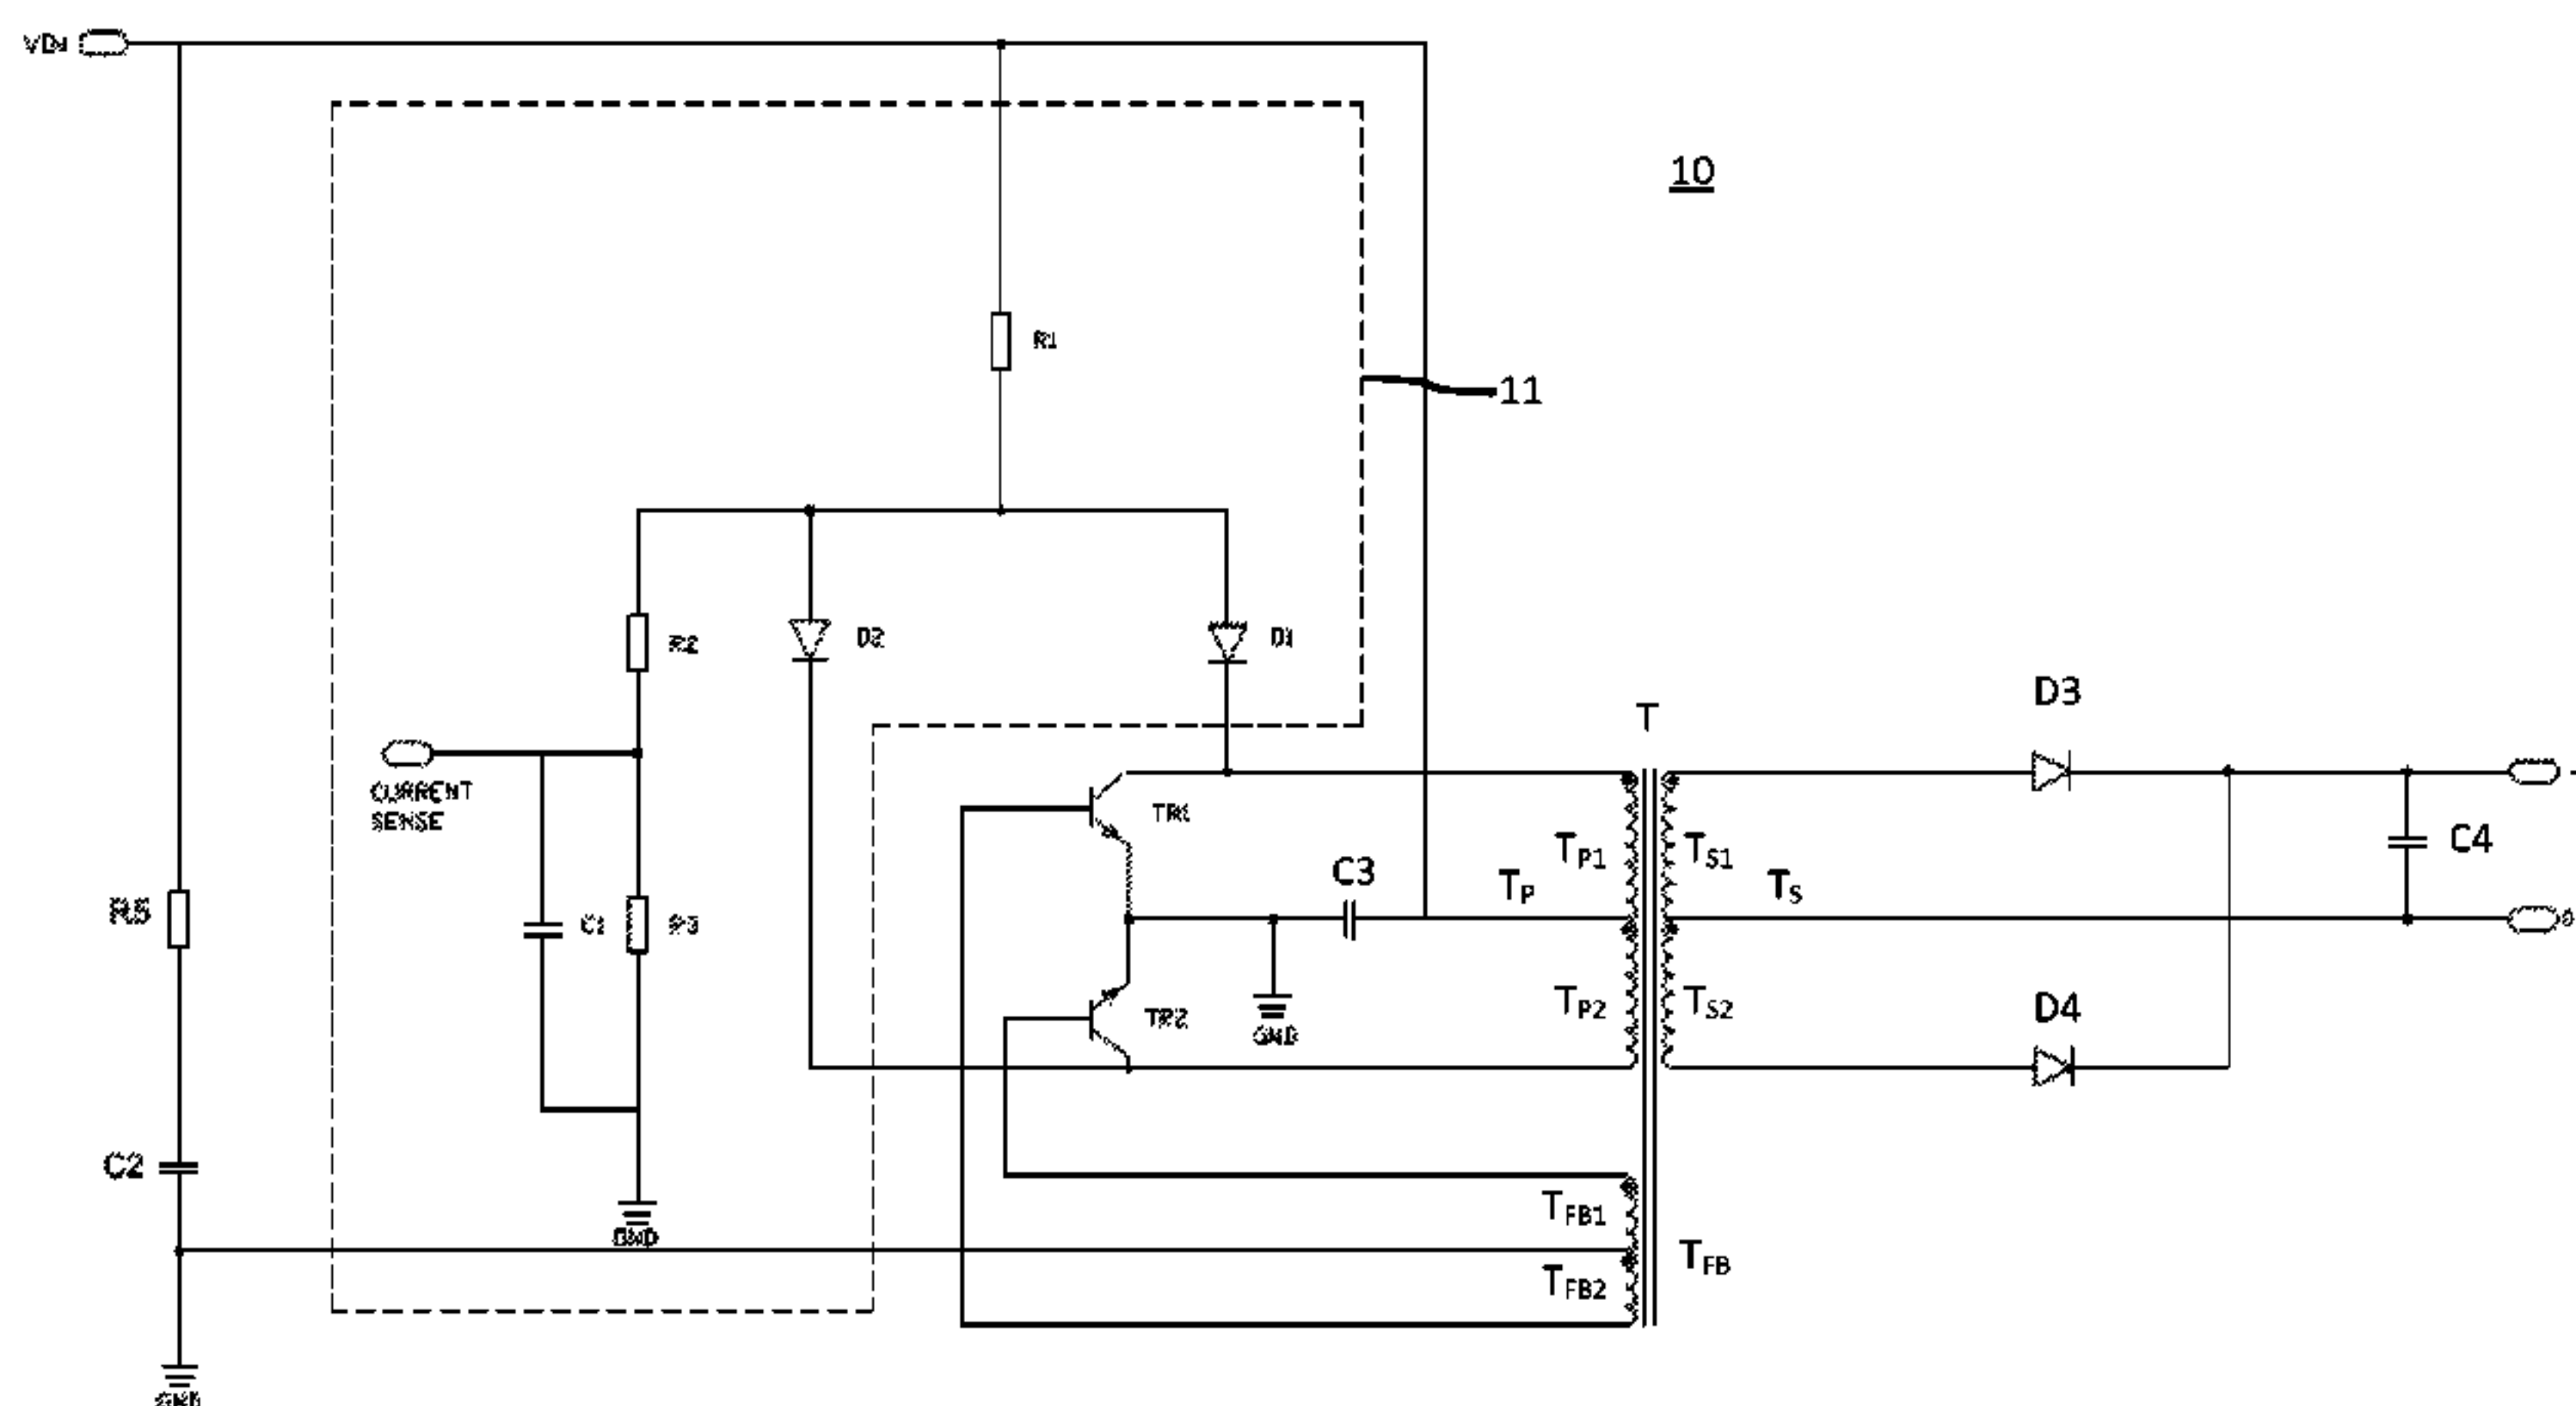 10
R1
11
R2
D2
D1
D3
T
CURRENT
SENSE
TR1
TP1
TS1
C4
C3
TP
TS
R5
C1
R3
TP2
TS2
D4
TR2
GND
C2
TFB1
GND
TFB
TFB2
GND